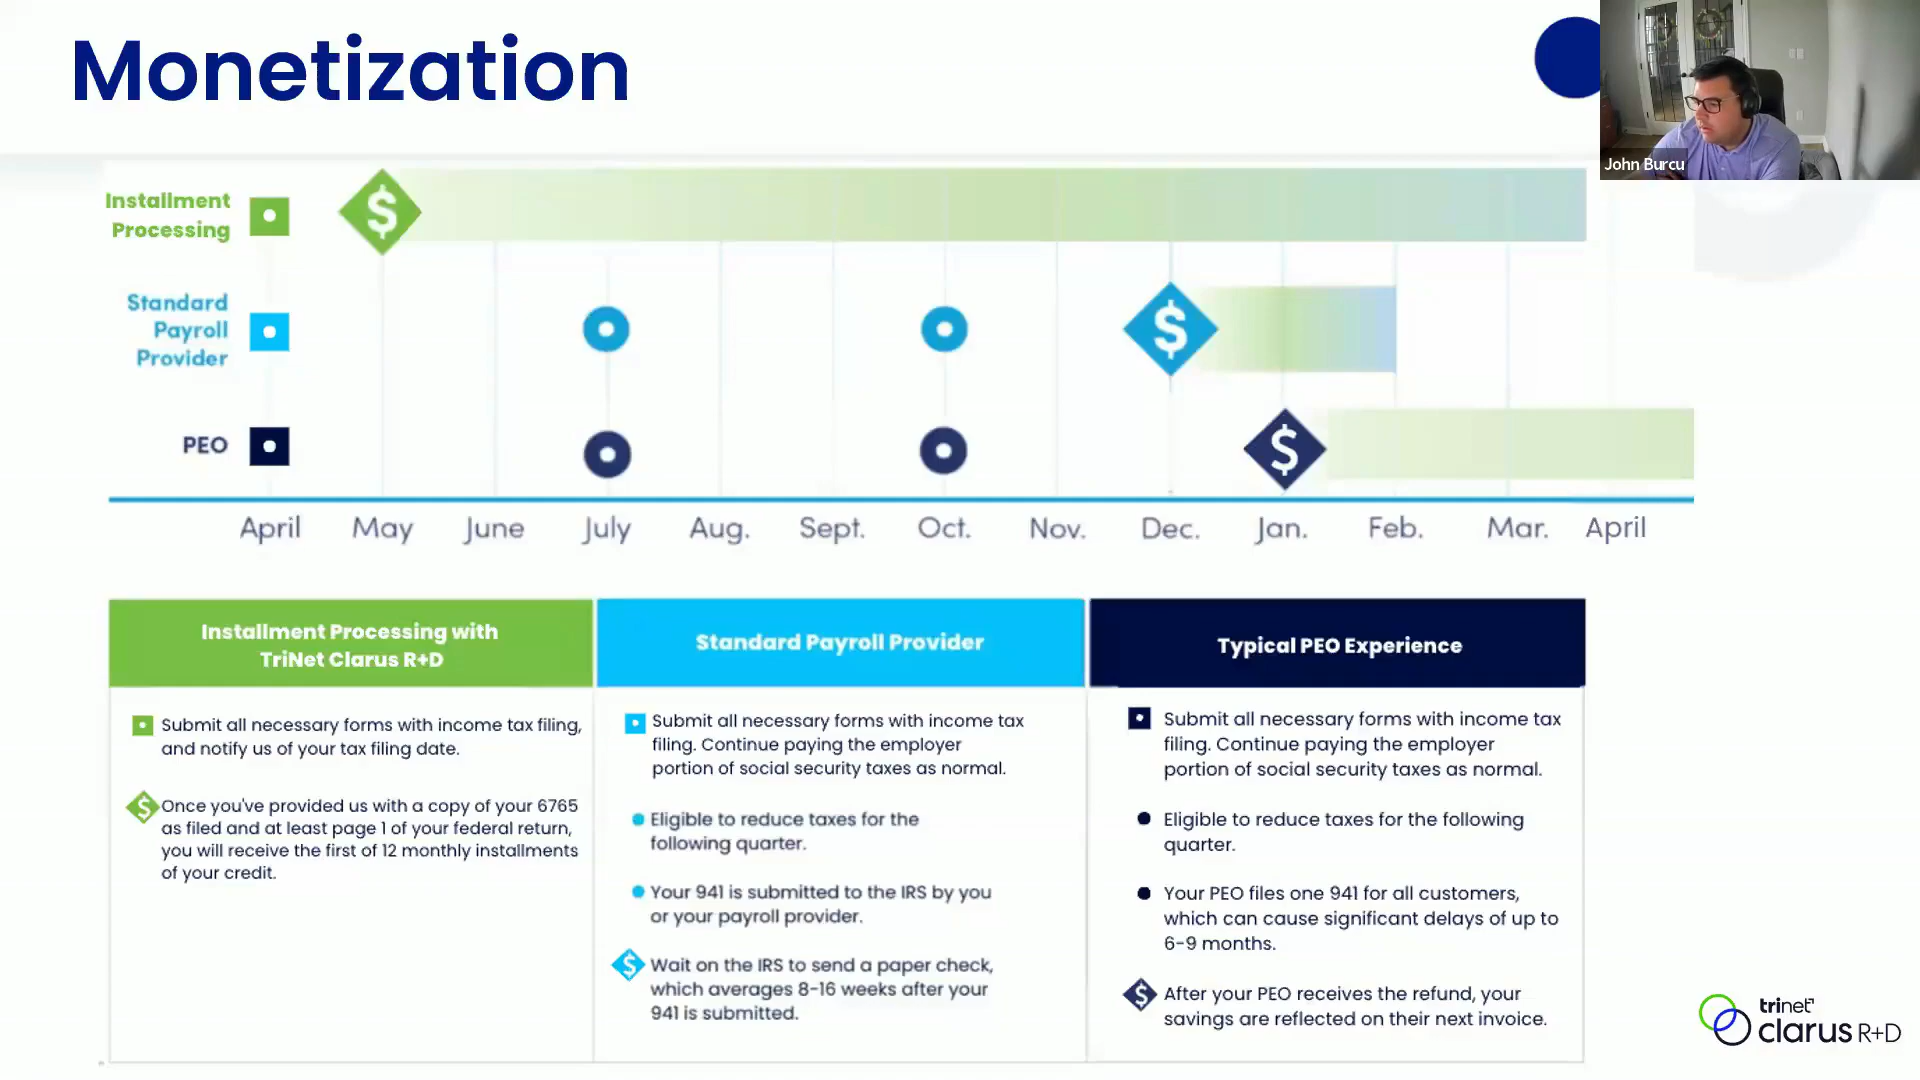 Monetization
John Burcu
Installment
Processing
$
Standard
Payroll
Provider
$
PEO
$
April May June July Aug. Sept. Oct. Nov. Dec. Jan. Feb. Mar. April
Installment Processing with
TriNet Clarus R+D
Submit all necessary forms with income tax filing,
and notify us of your tax filing date.
$
Once you've provided us with a copy of your 6765
as filed and at least page 1 of your federal return,
you will receive the first of 12 monthly installments
of your credit.
Standard Payroll Provider
Submit all necessary forms with income tax
filing. Continue paying the employer
portion of social security taxes as normal.
Eligible to reduce taxes for the
following quarter.
Your 941 is submitted to the IRS by you
or your payroll provider.
$
Wait on the IRS to send a paper check,
which averages 8-16 weeks after your
941 is submitted.
Typical PEO Experience
Submit all necessary forms with income tax
filing. Continue paying the employer
portion of social security taxes as normal.
Eligible to reduce taxes for the following
quarter.
Your PEO files one 941 for all customers,
which can cause significant delays of up to
6-9 months.
$
After your PEO receives the refund, your
savings are reflected on their next invoice.
trinet
clarus R+D